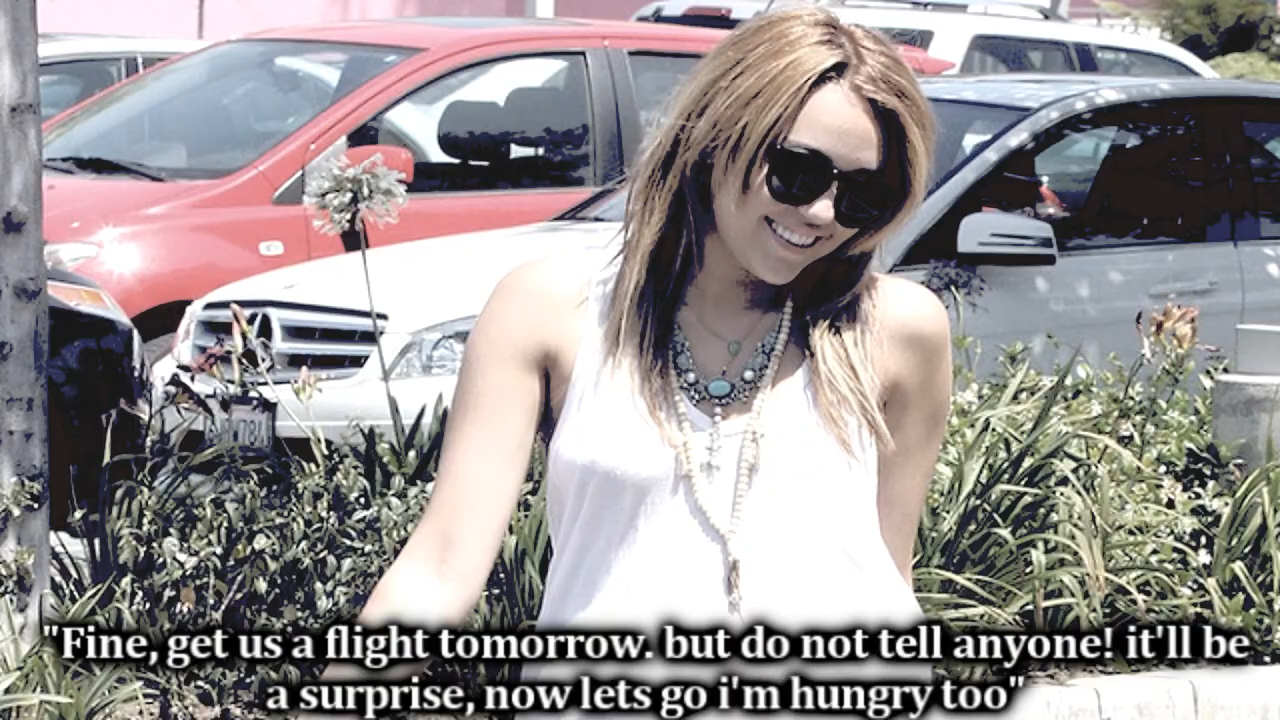 "Fine, get us a flight tomorrow. but do not tell anyone! it'll be
a surprise, now lets go i'm hungry too"